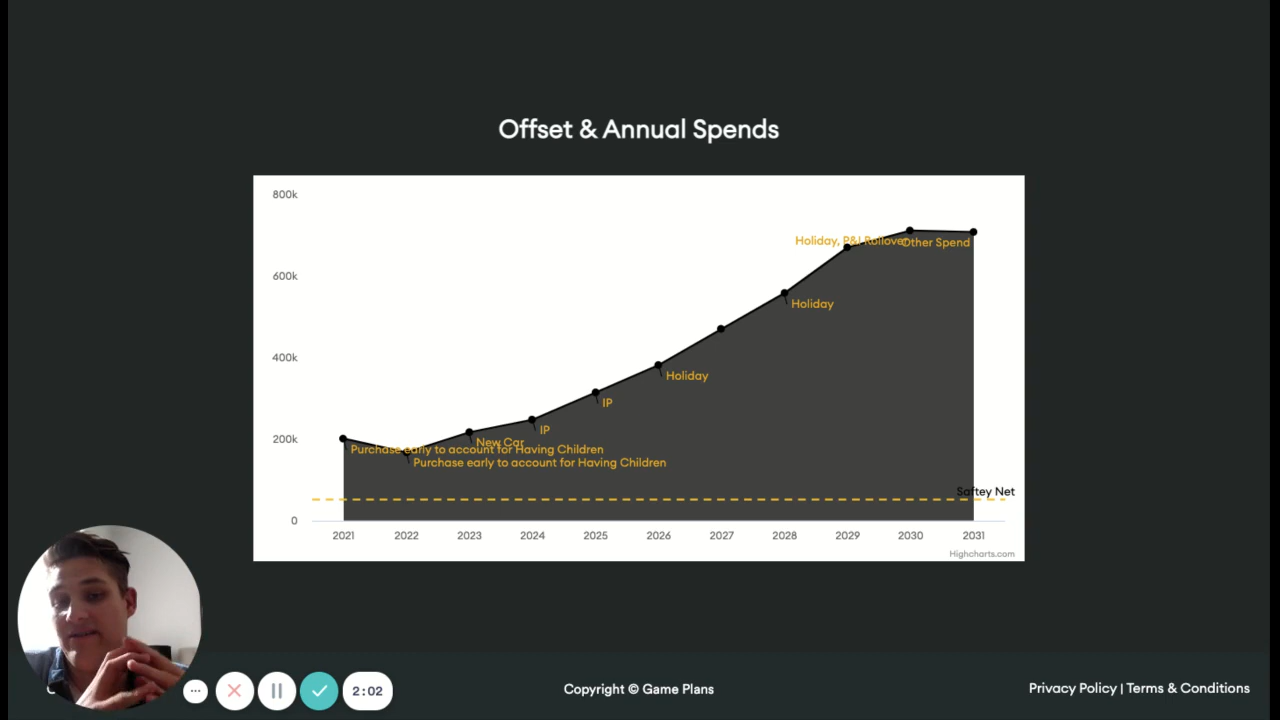 Offset & Annual Spends
800k
600k
400k
200k
0
Holiday, P&I Rollover
Other Spend
Holiday
Holiday
IP
IP
New Car
Purchase early to account for Having Children
Purchase early to account for Having Children
Saftey Net
2021 2022 2023 2024 2025 2026 2027 2028 2029 2030 2031
Highcharts.com
2:02
Copyright © Game Plans
Privacy Policy | Terms & Conditions